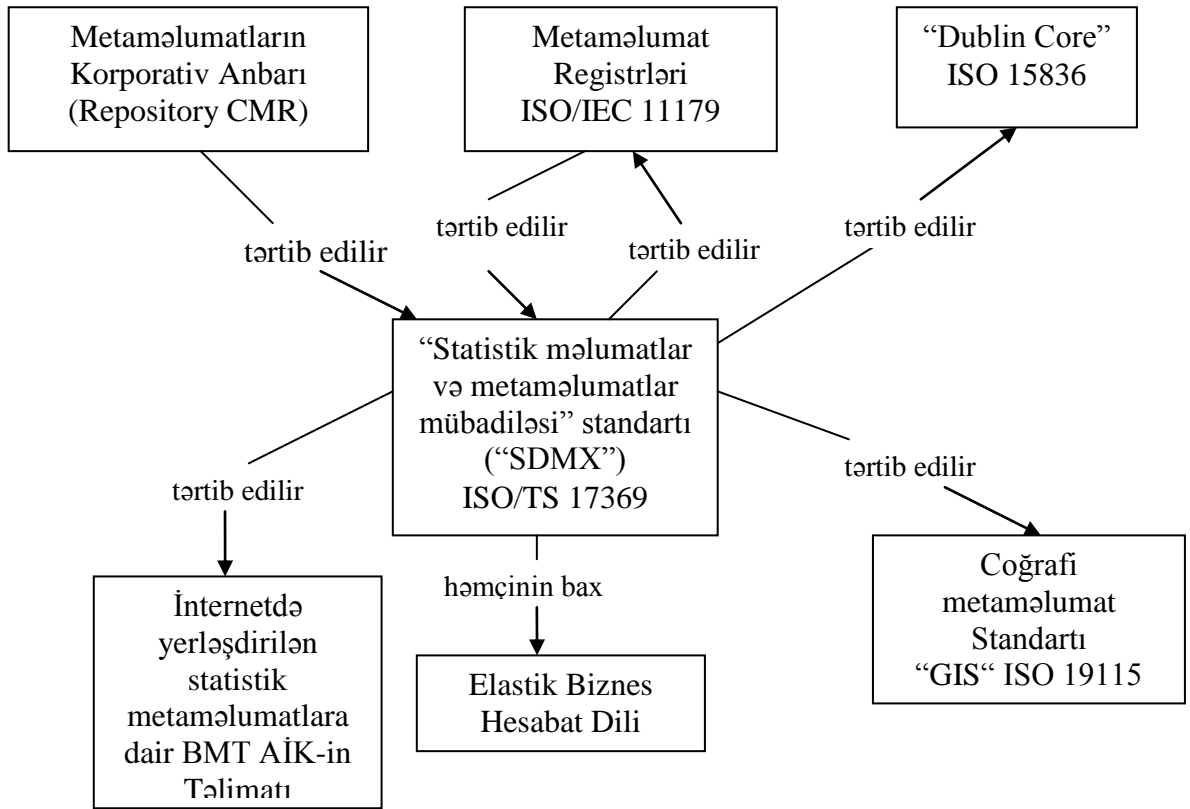 Metaməlumatların
Korporativ Anbarı
(Repository CMR)
Metaməlumat
Registrləri
ISO/IEC 11179
“Dublin Core”
ISO 15836
tərtib edilir
tərtib edilir
tərtib edilir
tərtib edilir
“Statistik məlumatlar
və metaməlumatlar
mübadiləsi” standartı
(“SDMX”)
ISO/TS 17369
tərtib edilir
tərtib edilir
həmçinin bax
İnternetdə
yerləşdirilən
statistik
metaməlumatlara
dair BMT AİK-in
Təlimatı
Elastik Biznes
Hesabat Dili
Coğrafi
metaməlumat
Standartı
“GIS“ ISO 19115